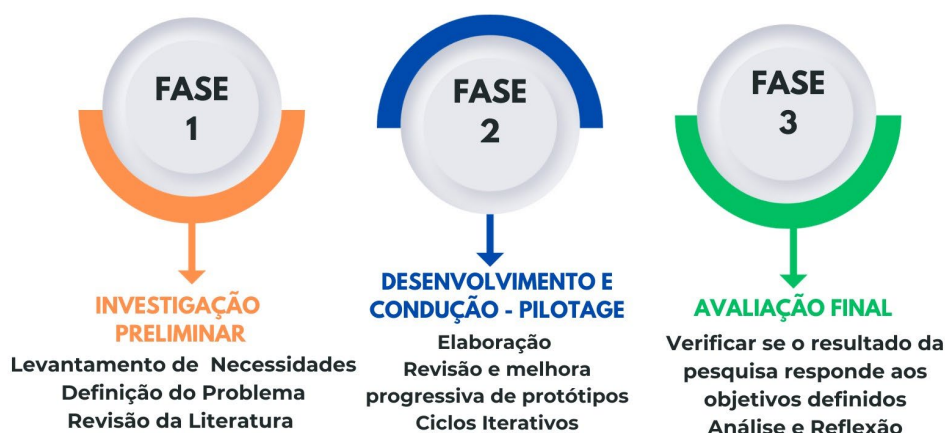 FASE
1
INVESTIGAÇÃO
PRELIMINAR
Levantamento de Necessidades
Definição do Problema
Revisão da Literatura
FASE
2
DESENVOLVIMENTO E
CONDUÇÃO - PILOTAGE
Elaboração
Revisão e melhora
progressiva de protótipos
Ciclos Iterativos
FASE
3
AVALIAÇÃO FINAL
Verificar se o resultado da
pesquisa responde aos
objetivos definidos
Análise e Reflexão